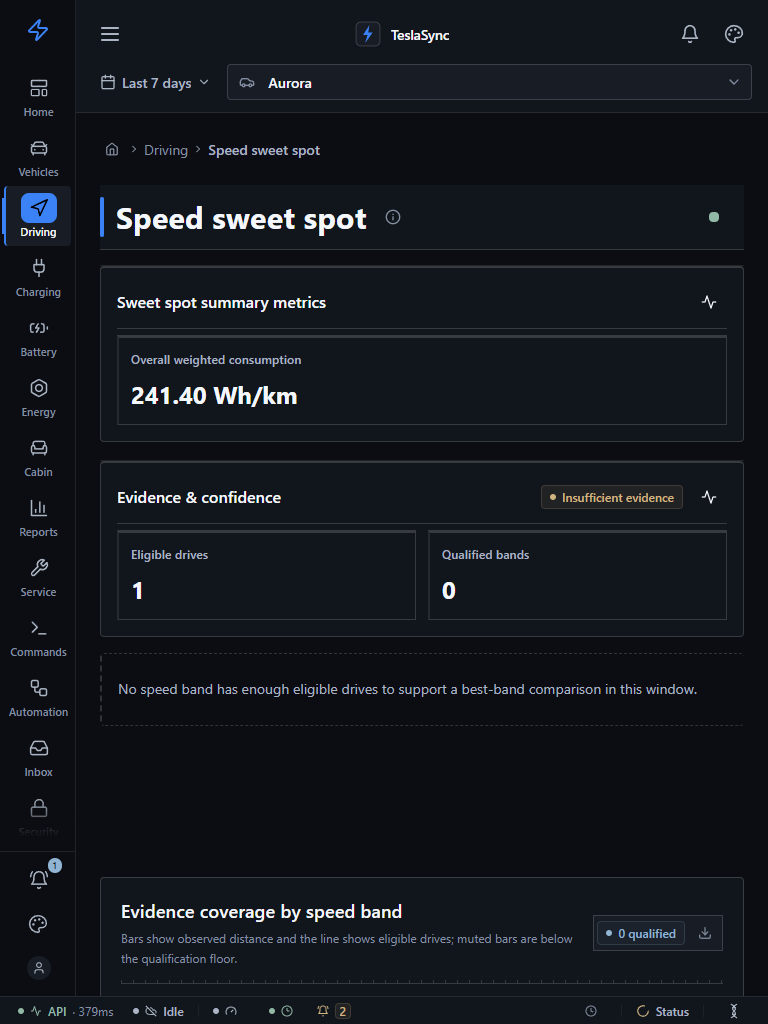 TeslaSync
Last 7 days
Aurora
Home
Vehicles
Driving
Charging
Battery
Energy
Cabin
Reports
Service
Commands
Automation
Inbox
Security
1
Driving
Speed sweet spot
Speed sweet spot
Sweet spot summary metrics
Overall weighted consumption
241.40 Wh/km
Evidence & confidence
Insufficient evidence
Eligible drives
1
Qualified bands
0
No speed band has enough eligible drives to support a best-band comparison in this window.
Evidence coverage by speed band
Bars show observed distance and the line shows eligible drives; muted bars are below
the qualification floor.
0 qualified
API · 379ms
Idle
2
Status